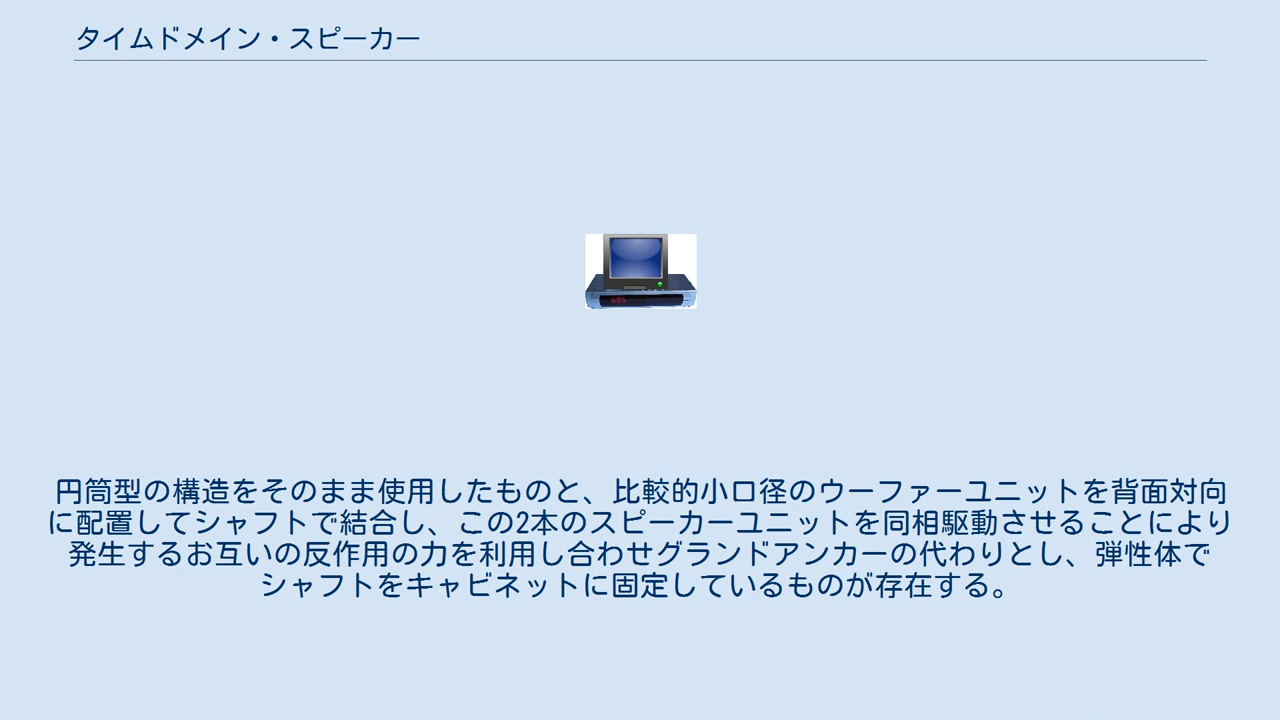 タイムドメイン・スピーカー
685
円筒型の構造をそのまま使用したものと、比較的小口径のウーファーユニットを背面対向
に配置してシャフトで結合し、この2本のスピーカーユニットを同相駆動させることにより
発生するお互いの反作用の力を利用し合わせグランドアンカーの代わりとし、弾性体で
シャフトをキャビネットに固定しているものが存在する。